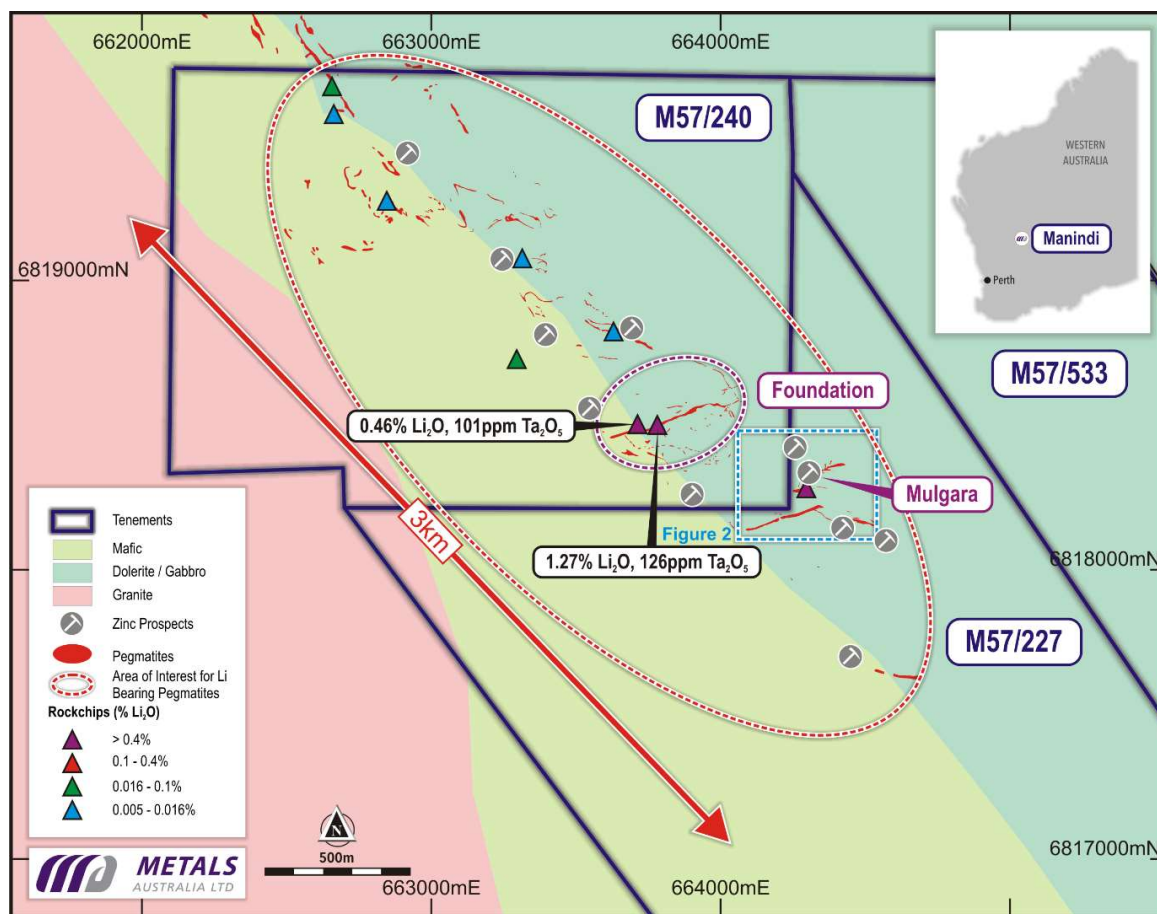 662000mE
663000mE
664000mE
M57/240
WESTERN
AUSTRALIA
Manindi
Perth
6819000mN
M57/533
Foundation
0.46% Li₂O, 101ppm Ta₂O₅
Mulgara
Figure 2
3km
1.27% Li₂O, 126ppm Ta₂O₅
6818000mN
M57/227
Tenements
Mafic
Dolerite / Gabbro
Granite
Zinc Prospects
Pegmatites
Area of Interest for Li
Bearing Pegmatites
Rockchips (% Li₂O)
> 0.4%
0.1 - 0.4%
0.016 - 0.1%
0.005 - 0.016%
N
500m
METALS
AUSTRALIA LTD
6817000mN
663000mE
664000mE